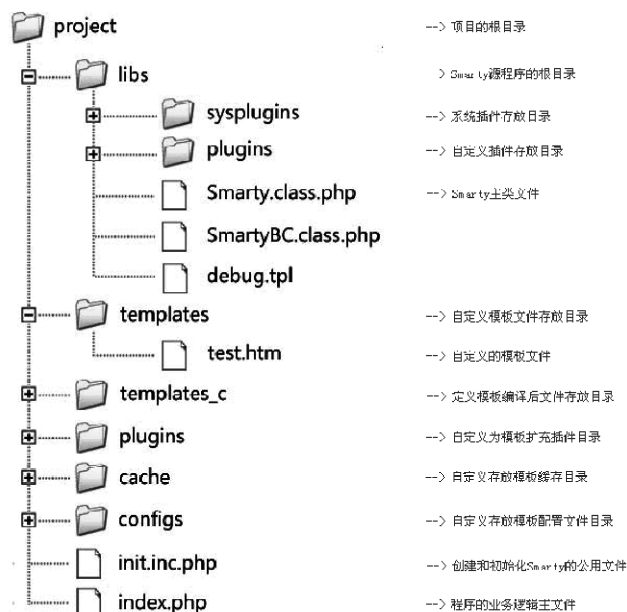 project --> 项目的根目录
libs > Smarty源程序的根目录
sysplugins --> 系统插件存放目录
plugins --> 自定义插件存放目录
Smarty.class.php --> Smarty主类文件
SmartyBC.class.php
debug.tpl
templates --> 自定义模板文件存放目录
test.htm --> 自定义的模板文件
templates_c --> 定义模板编译后文件存放目录
plugins --> 自定义为模板扩充插件目录
cache --> 自定义存放模板缓存目录
configs --> 自定义存放模板配置文件目录
init.inc.php --> 创建和初始化Smarty的公用文件
index.php --> 程序的业务逻辑主文件